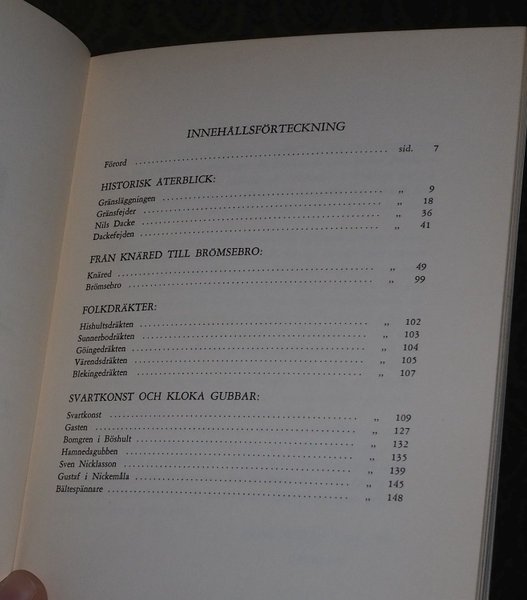 INNEHÅLLSFÖRTECKNING
Förord ........ sid. 7
HISTORISK ÅTERBLICK:
Gränsläggningen ........ „ 9
Gränsfejder ........ „ 18
Nils Dacke ........ „ 36
Dackefejden ........ „ 41
FRÅN KNÄRED TILL BRÖMSEBRO:
Knäred ........ „ 49
Brömsebro ........ „ 99
FOLKDRÄKTER:
Hishultsdräkten ........ „ 102
Sunnerbodräkten ........ „ 103
Göingedräkten ........ „ 104
Värendsdräkten ........ „ 105
Blekingedräkten ........ „ 107
SVARTKONST OCH KLOKA GUBBAR:
Svartkonst ........ „ 109
Gasten ........ „ 127
Bomgren i Böshult ........ „ 132
Hamnedagubben ........ „ 135
Sven Nicklasson ........ „ 139
Gustaf i Nickemåla ........ „ 145
Bältespännare ........ „ 148